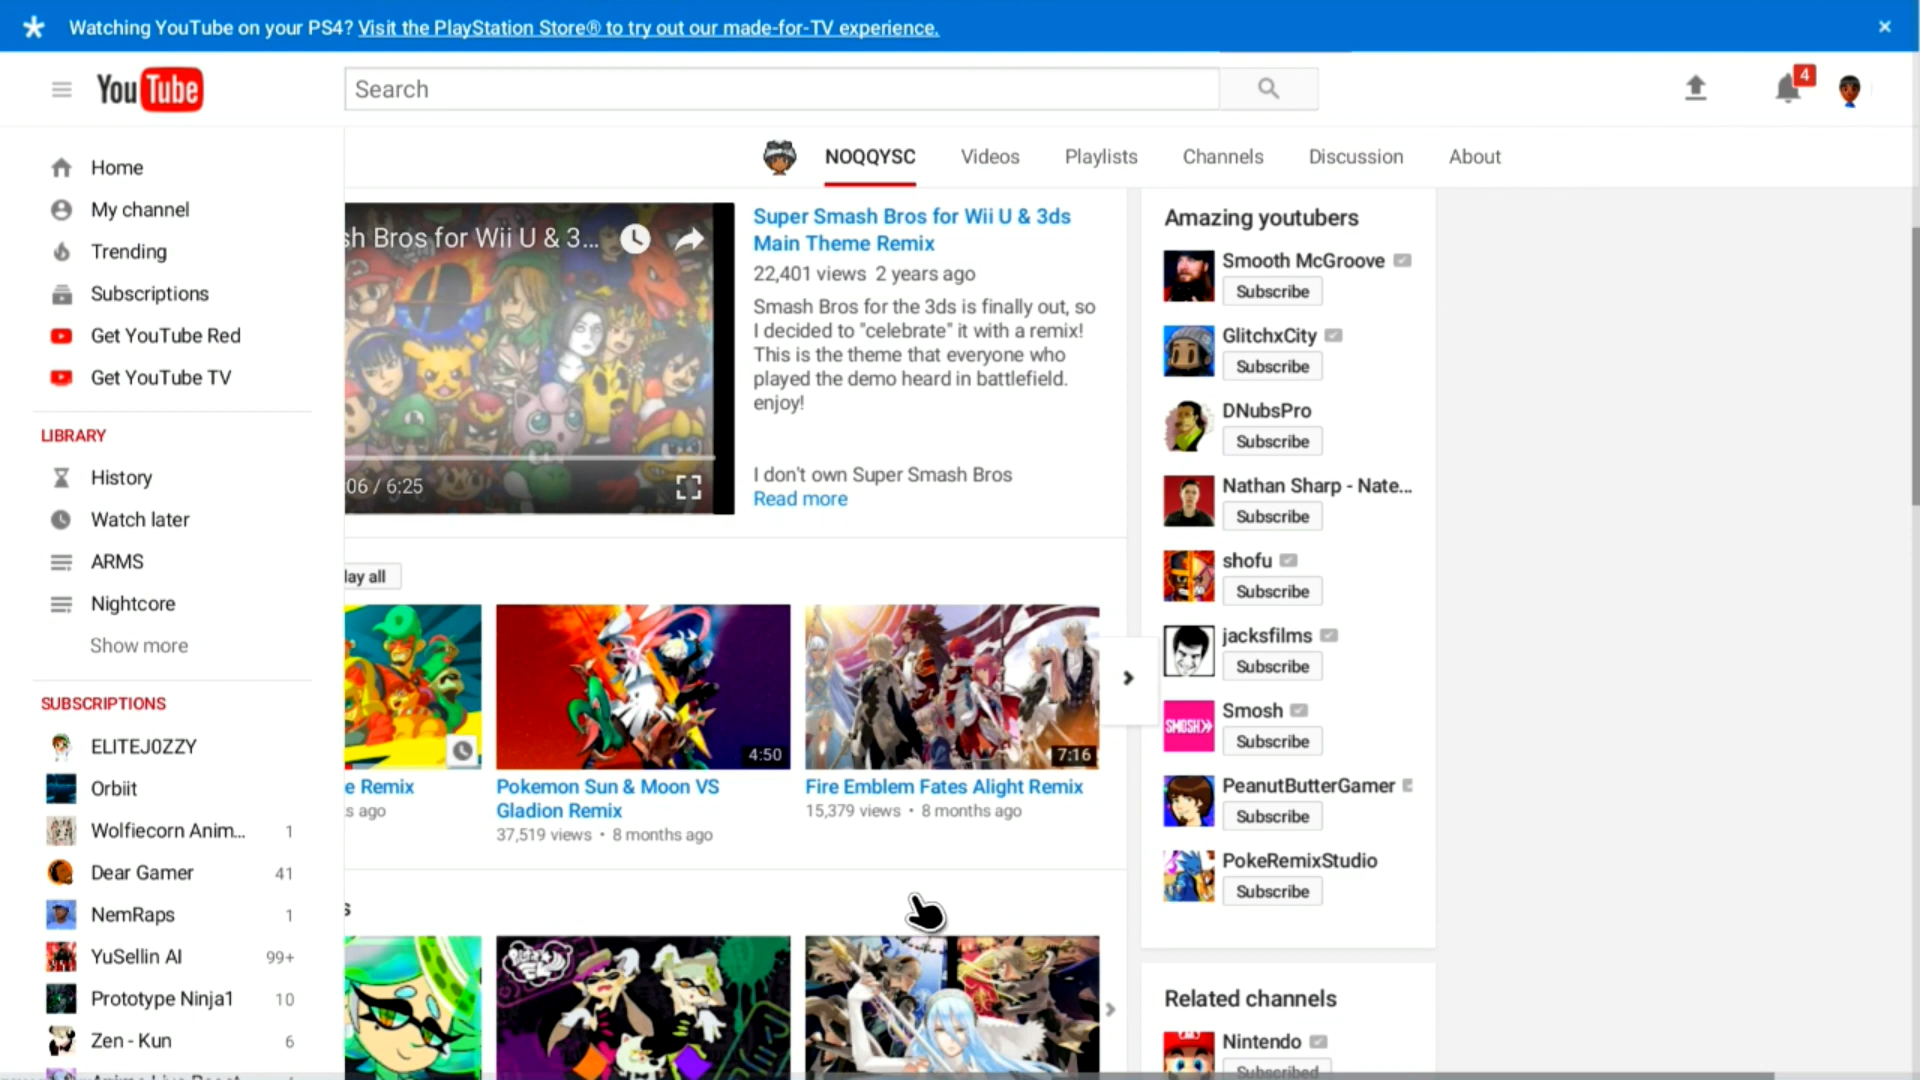 Watching YouTube on your PS4? Visit the PlayStation Store® to try out our made-for-TV experience.
YouTube
Search
4
NOQQYSC
Videos
Playlists
Channels
Discussion
About
Home
My channel
Trending
Subscriptions
Get YouTube Red
Get YouTube TV
LIBRARY
History
Watch later
ARMS
Nightcore
Show more
SUBSCRIPTIONS
ELITEJ0ZZY
Orbiit
Wolfiecorn Anim... 1
Dear Gamer 41
NemRaps 1
YuSellin AI 99+
Prototype Ninja1 10
Zen - Kun 6
sh Bros for Wii U & 3...
:06 / 6:25
Super Smash Bros for Wii U & 3ds
Main Theme Remix
22,401 views 2 years ago
Smash Bros for the 3ds is finally out, so
I decided to "celebrate" it with a remix!
This is the theme that everyone who
played the demo heard in battlefield.
enjoy!
I don't own Super Smash Bros
Read more
lay all
e Remix
s ago
4:50
Pokemon Sun & Moon VS
Gladion Remix
37,519 views • 8 months ago
7:16
Fire Emblem Fates Alight Remix
15,379 views • 8 months ago
s
Amazing youtubers
Smooth McGroove
Subscribe
GlitchxCity
Subscribe
DNubsPro
Subscribe
Nathan Sharp - Nate...
Subscribe
shofu
Subscribe
jacksfilms
Subscribe
SMOSH
Smosh
Subscribe
PeanutButterGamer
Subscribe
PokeRemixStudio
Subscribe
Related channels
Nintendo
Subscribed